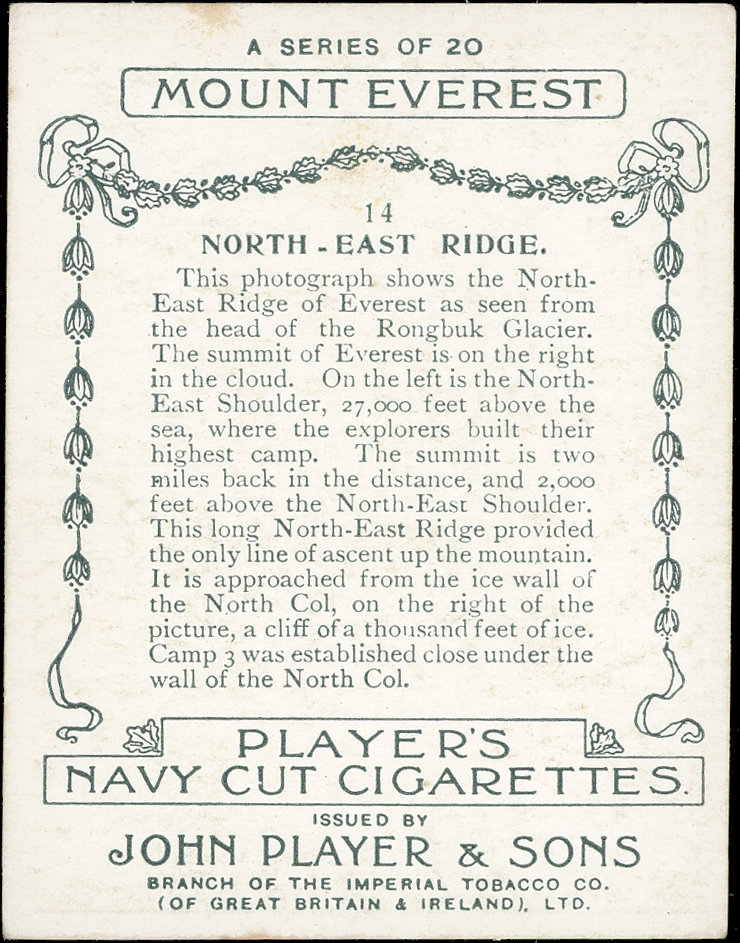 A SERIES OF 20
MOUNT EVEREST
14
NORTH-EAST RIDGE.
This photograph shows the North-
East Ridge of Everest as seen from
the head of the Rongbuk Glacier.
The summit of Everest is on the right
in the cloud. On the left is the North-
East Shoulder, 27,000 feet above the
sea, where the explorers built their
highest camp. The summit is two
miles back in the distance, and 2,000
feet above the North-East Shoulder.
This long North-East Ridge provided
the only line of ascent up the mountain.
It is approached from the ice wall of
the North Col, on the right of the
picture, a cliff of a thousand feet of ice.
Camp 3 was established close under the
wall of the North Col.
PLAYER'S
NAVY CUT CIGARETTES.
ISSUED BY
JOHN PLAYER & SONS
BRANCH OF THE IMPERIAL TOBACCO CO.
(OF GREAT BRITAIN & IRELAND), LTD.